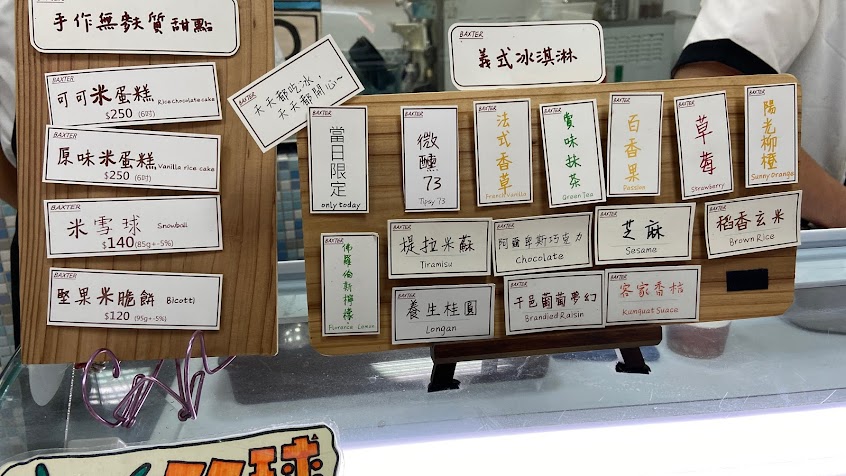 手作無麩質甜點
BAXTER
可可米蛋糕 Rice chocolate cake
$250 (6吋)
BAXTER
原味米蛋糕 Vanilla rice cake
$250 (6吋)
BAXTER
米雪球 Snowball
$140 (85g+-5%)
BAXTER
堅果米脆餅 Biscotti
$120 (95g+-5%)
BAXTER
天天都吃冰,
天天都開心~
BAXTER
義式冰淇淋
BAXTER
當日限定
only today
BAXTER
微醺73
Tipsy 73
BAXTER
法式香草
French vanilla
BAXTER
賞味抹茶
Green Tea
BAXTER
百香果
Passion
BAXTER
草莓
Strawberry
BAXTER
陽光柳橙
Sunny Orange
BAXTER
佛羅倫斯檸檬
Florance Lemon
BAXTER
提拉米蘇
Tiramisu
BAXTER
阿羅畢斯巧克力
Chocolate
BAXTER
芝麻
Sesame
BAXTER
稻香玄米
Brown Rice
BAXTER
養生桂圓
Longan
BAXTER
干邑葡萄夢幻
Brandied Raisin
BAXTER
客家香桔
Kumquat Suace
球